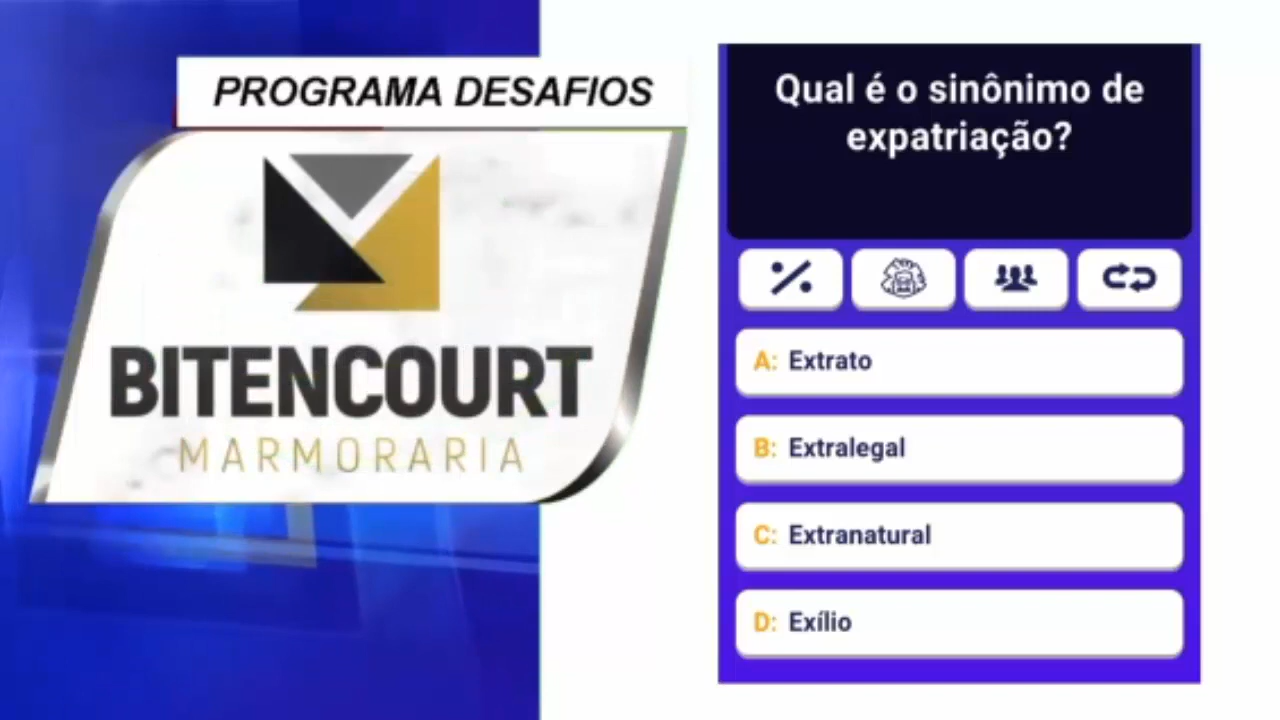 PROGRAMA DESAFIOS
BITENCOURT
MARMORARIA
Qual é o sinônimo de
expatriação?
A: Extrato
B: Extralegal
C: Extranatural
D: Exílio